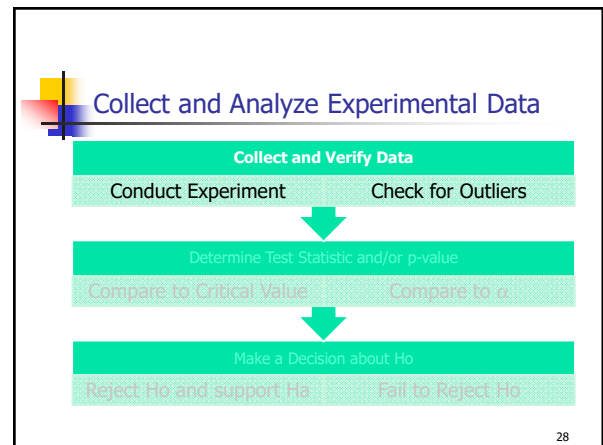 Collect and Analyze Experimental Data
Collect and Verify Data
Conduct Experiment Check for Outliers
Determine Test Statistic and/or p-value
Compare to Critical Value Compare to α
Make a Decision about Ho
Reject Ho and support Ha Fail to Reject Ho
28